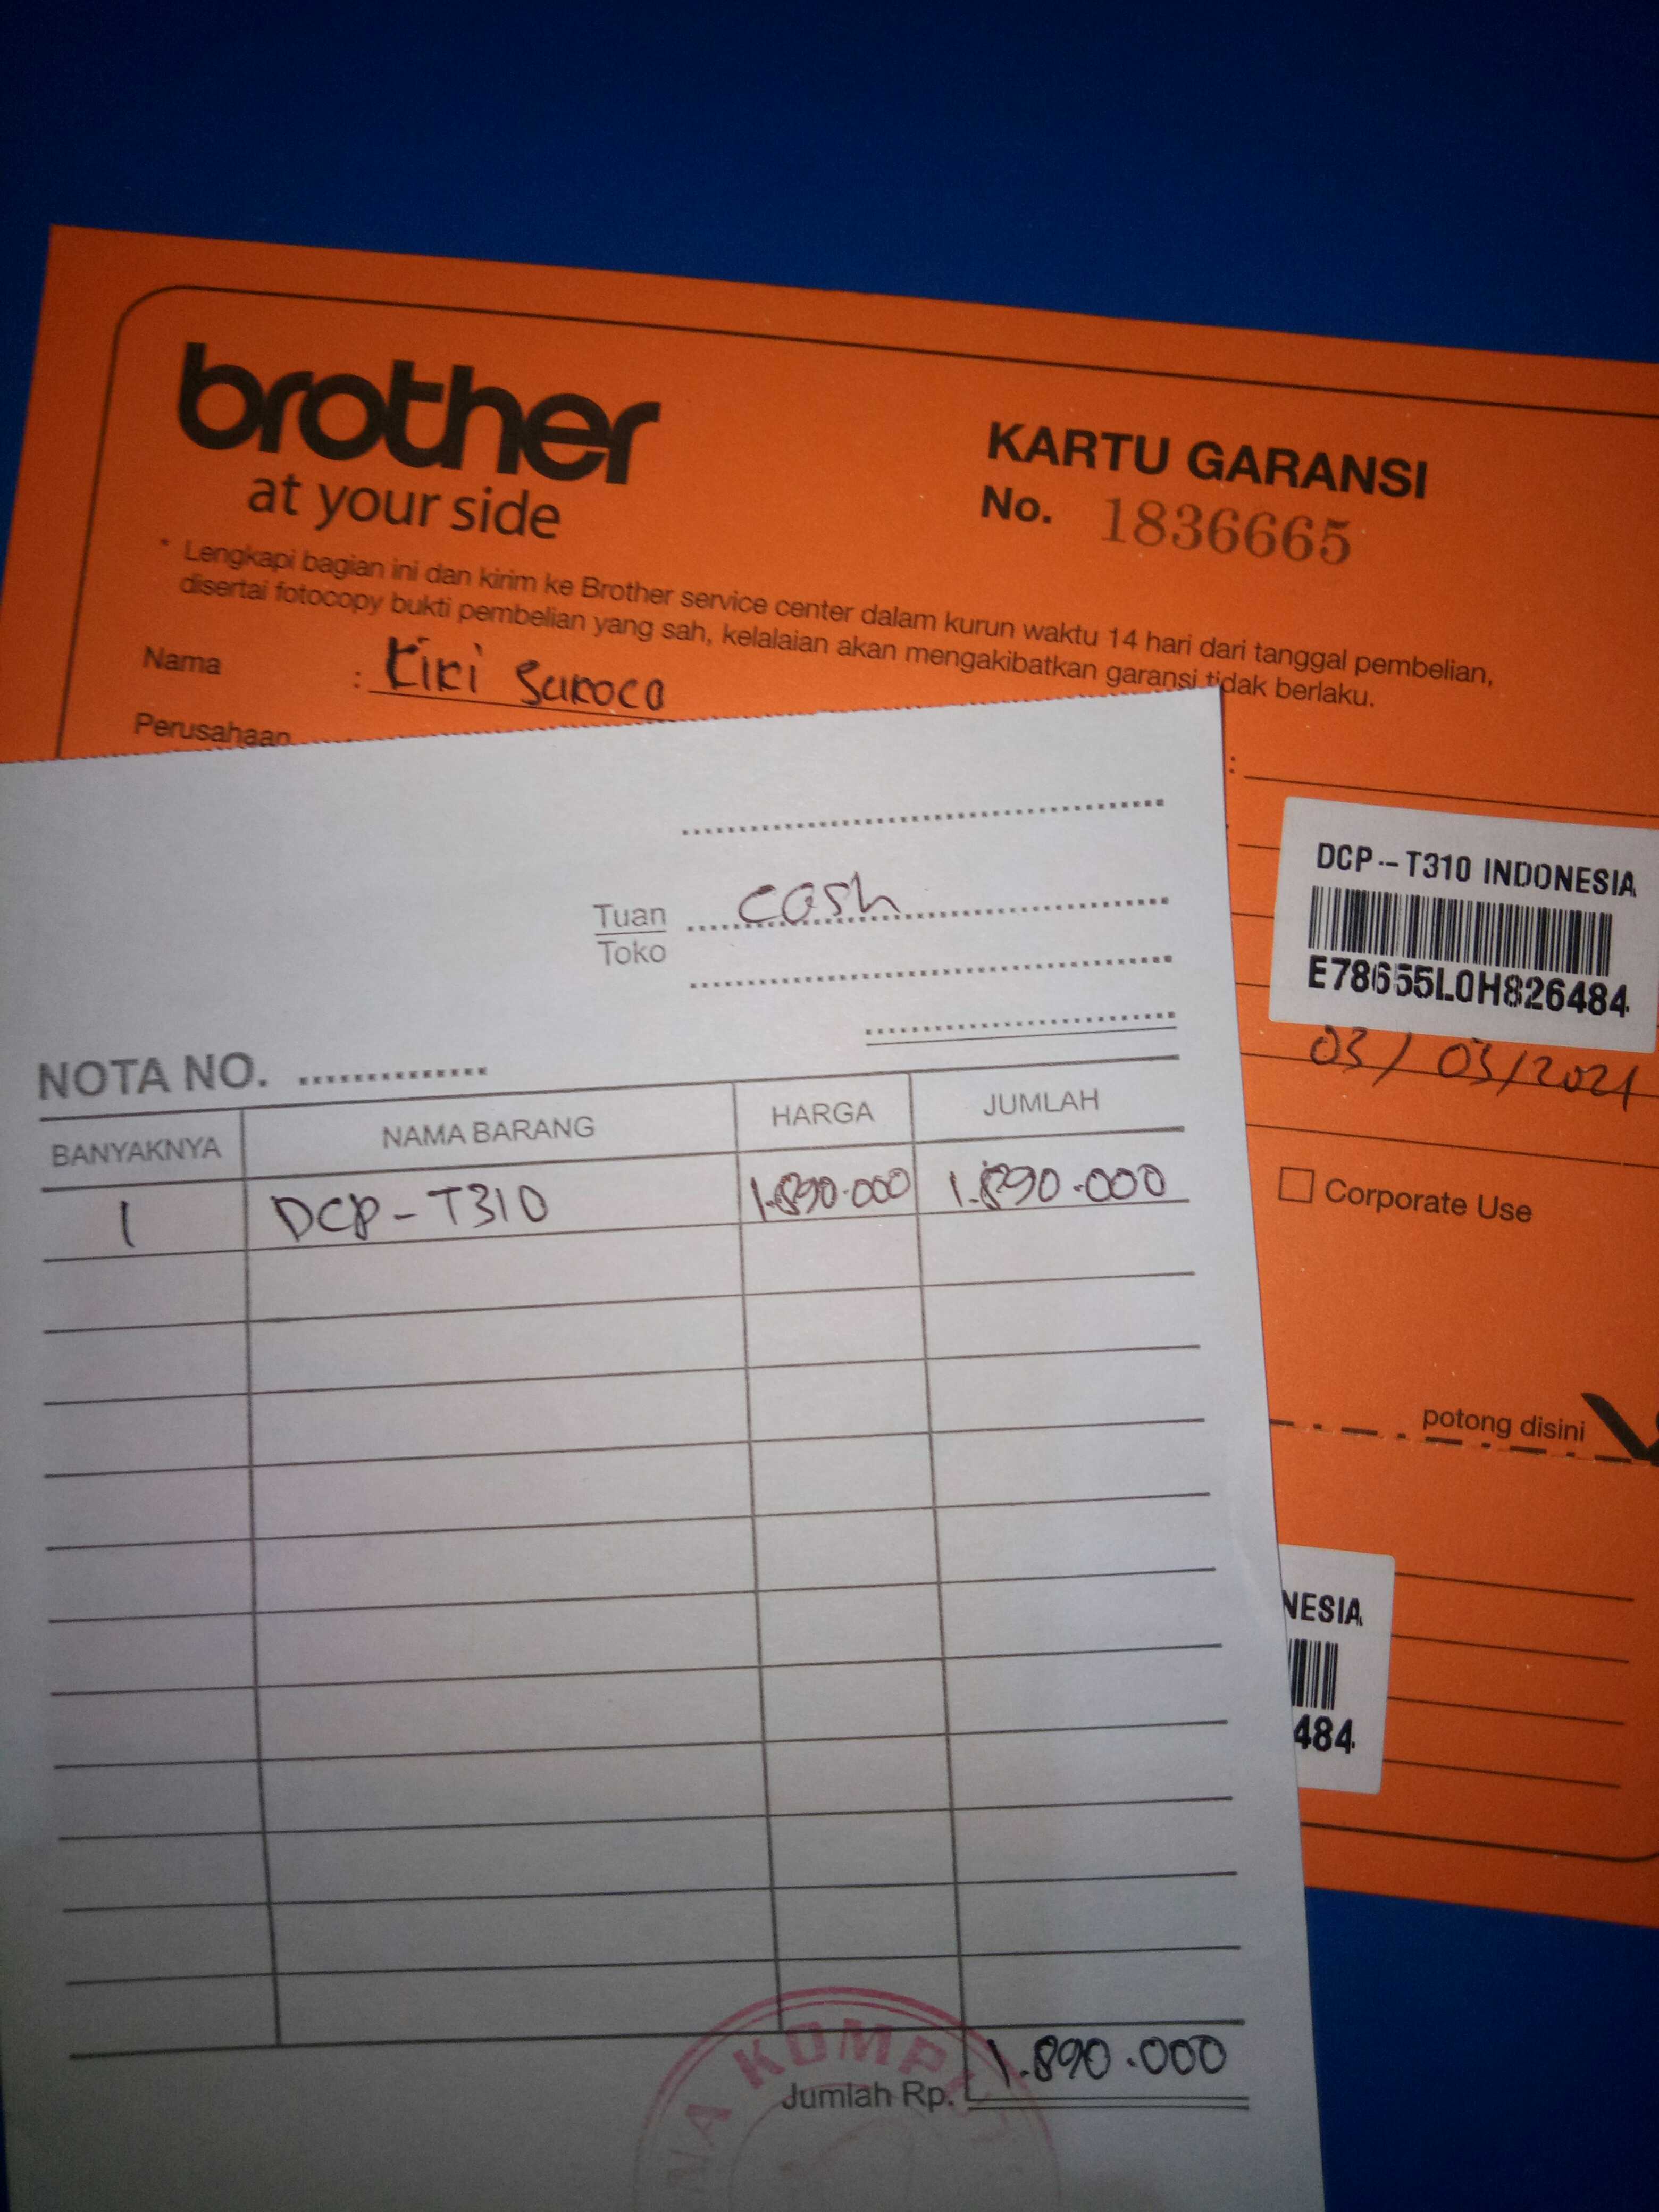 brother
at your side
KARTU GARANSI
No. 1836665
* Lengkapi bagian ini dan kirim ke Brother service center dalam kurun waktu 14 hari dari tanggal pembelian,
disertai fotocopy bukti pembelian yang sah, kelalaian akan mengakibatkan garansi tidak berlaku.
Nama : Kiki Suroco
Perusahaan
:
DCP-T310 INDONESIA
E78655L0H826484
03/03/2021
Corporate Use
potong disini
NESIA
484
Tuan cash
Toko
NOTA NO.
BANYAKNYA NAMA BARANG HARGA JUMLAH
1 DCP-T310 1.890.000 1.890.000
Jumlah Rp. 1.890.000
NA KOMP